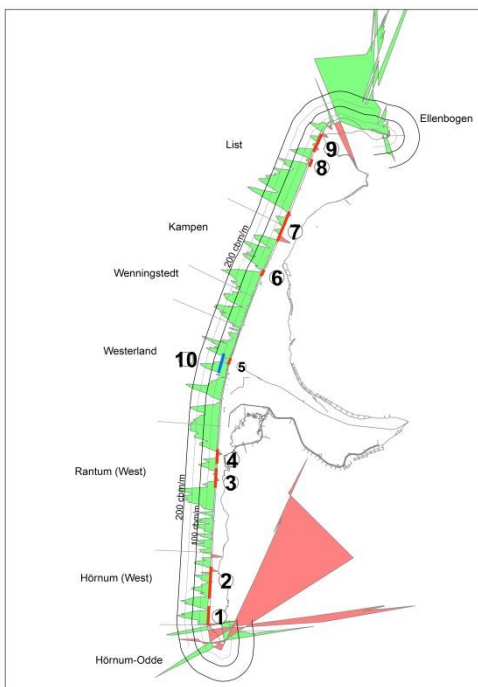 Ellenbogen
List
9
8
Kampen
7
200 cbm/m
Wenningstedt
6
Westerland
10
5
4
Rantum (West)
3
200 cbm/m
100 cbm/m
Hörnum (West)
2
1
Hörnum-Odde